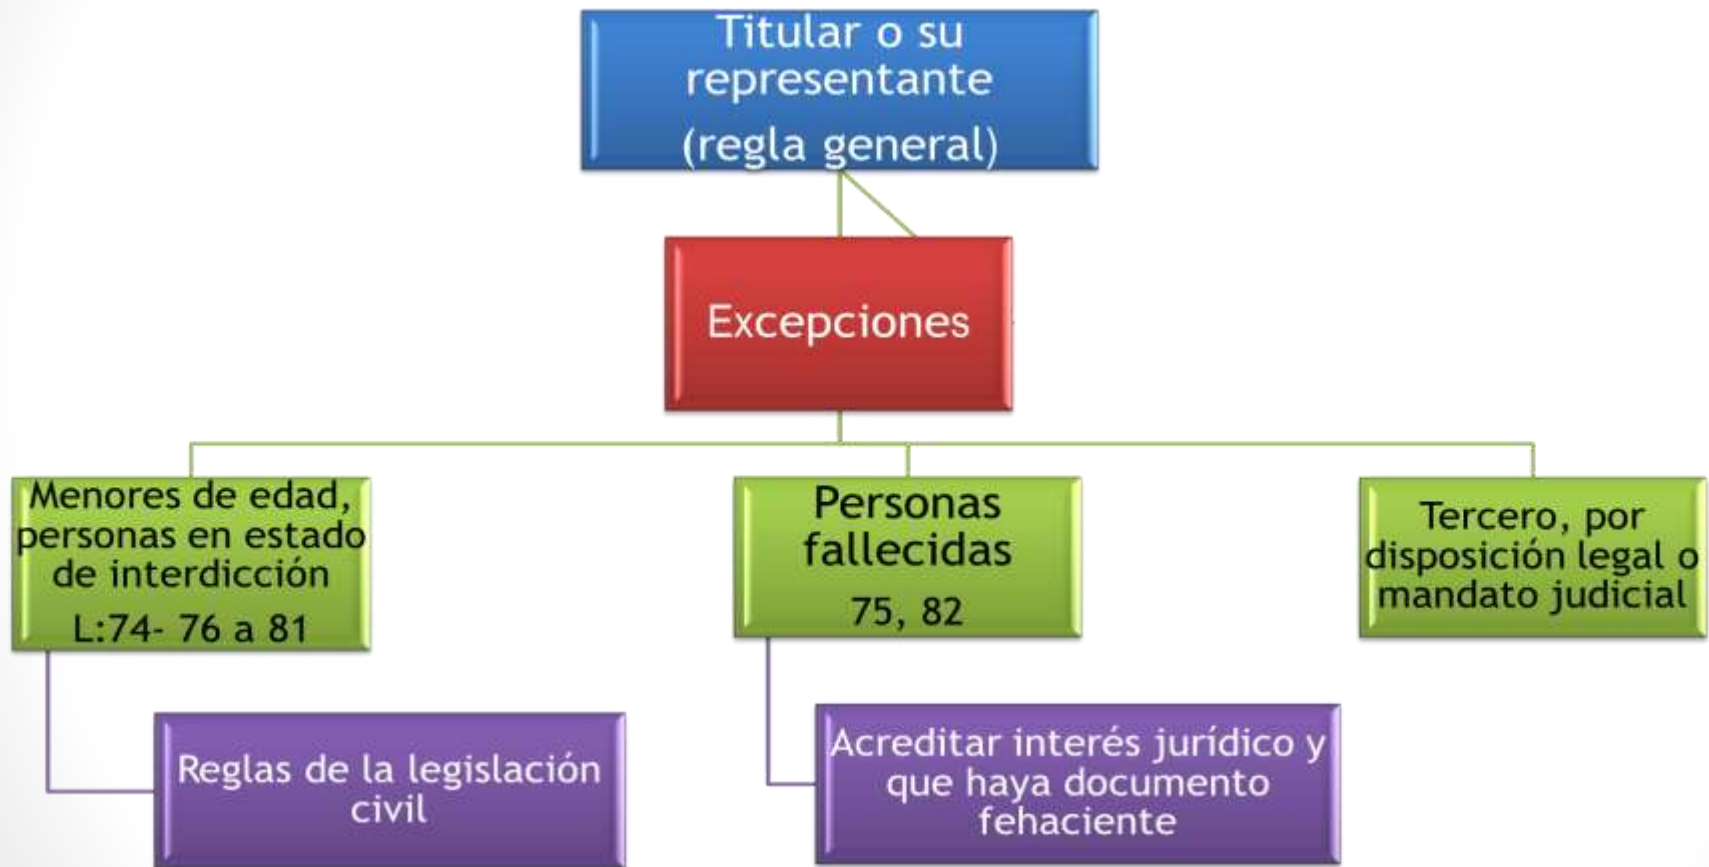 Titular o su
representante
(regla general)
Excepciones
Menores de edad,
personas en estado
de interdicción
L:74- 76 a 81
Personas
fallecidas
75, 82
Tercero, por
disposición legal o
mandato judicial
Reglas de la legislación
civil
Acreditar interés jurídico y
que haya documento
fehaciente